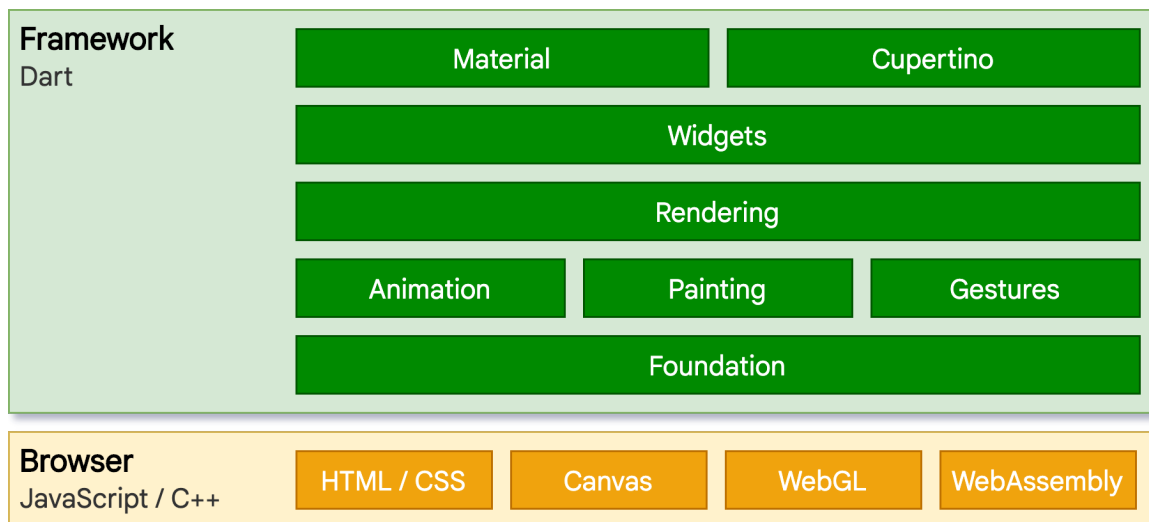 Framework
Dart
Material
Cupertino
Widgets
Rendering
Animation
Painting
Gestures
Foundation
Browser
JavaScript / C++
HTML / CSS
Canvas
WebGL
WebAssembly